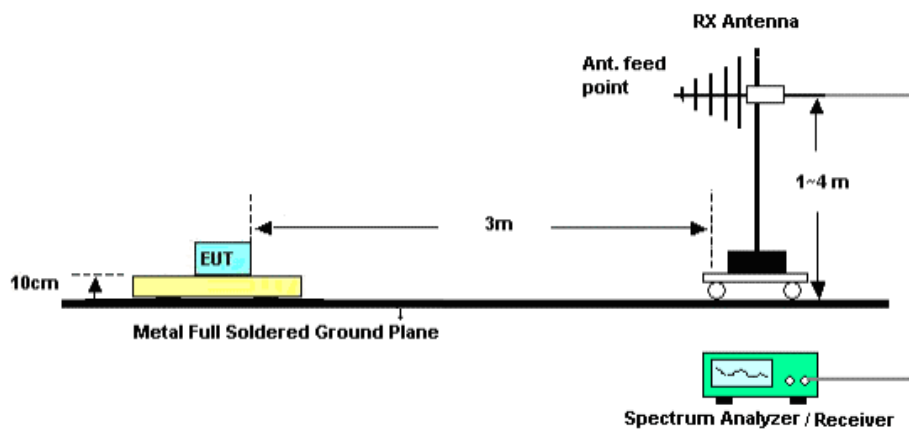 RX Antenna
Ant. feed
point
1~4 m
3m
EUT
10cm
Metal Full Soldered Ground Plane
Spectrum Analyzer / Receiver